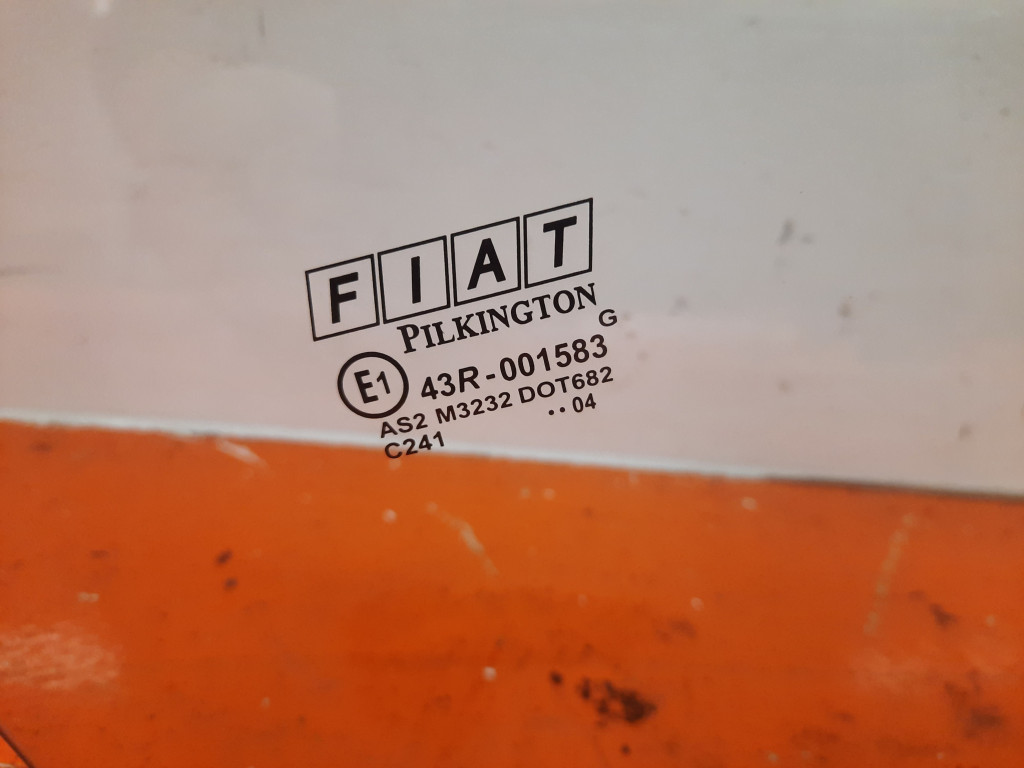 FIAT
PILKINGTON
G
E1 43R-001583
AS2 M3232 DOT682
C241 ..04